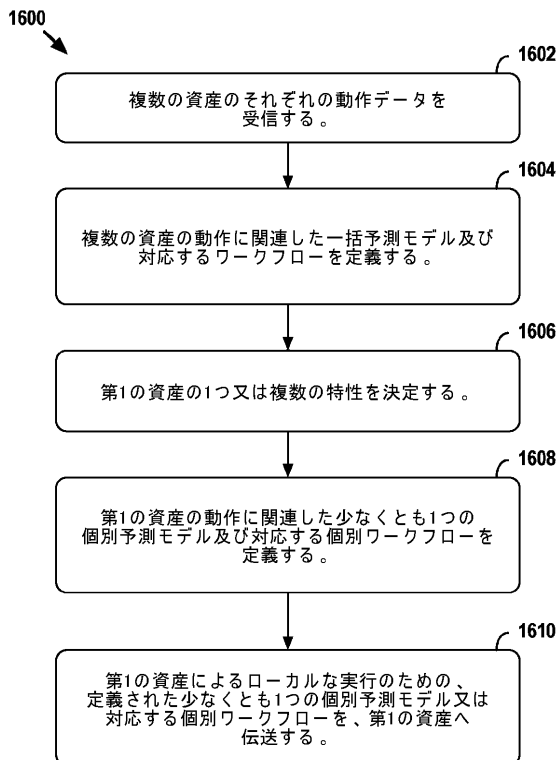 1600
1602
複数の資産のそれぞれの動作データを
受信する。
1604
複数の資産の動作に関連した一括予測モデル及び
対応するワークフローを定義する。
1606
第1の資産の1つ又は複数の特性を決定する。
1608
第1の資産の動作に関連した少なくとも1つの
個別予測モデル及び対応する個別ワークフローを
定義する。
1610
第1の資産によるローカルな実行のための、
定義された少なくとも1つの個別予測モデル又は
対応する個別ワークフローを、第1の資産へ
伝送する。